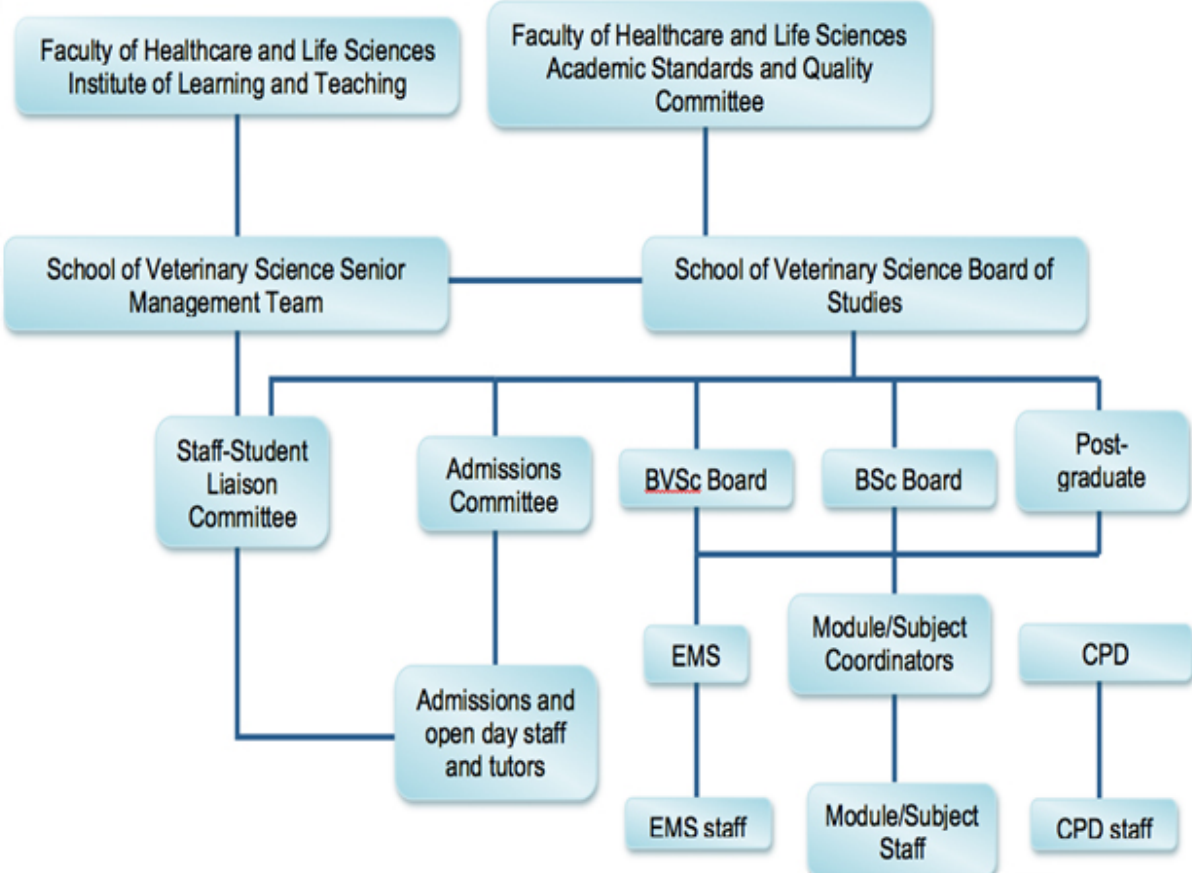 Faculty of Healthcare and Life Sciences
Institute of Learning and Teaching
Faculty of Healthcare and Life Sciences
Academic Standards and Quality
Committee
School of Veterinary Science Senior
Management Team
School of Veterinary Science Board of
Studies
Staff-Student
Liaison
Committee
Admissions
Committee
BVSc Board
BSc Board
Post-
graduate
EMS
Module/Subject
Coordinators
CPD
Admissions and
open day staff
and tutors
EMS staff
Module/Subject
Staff
CPD staff